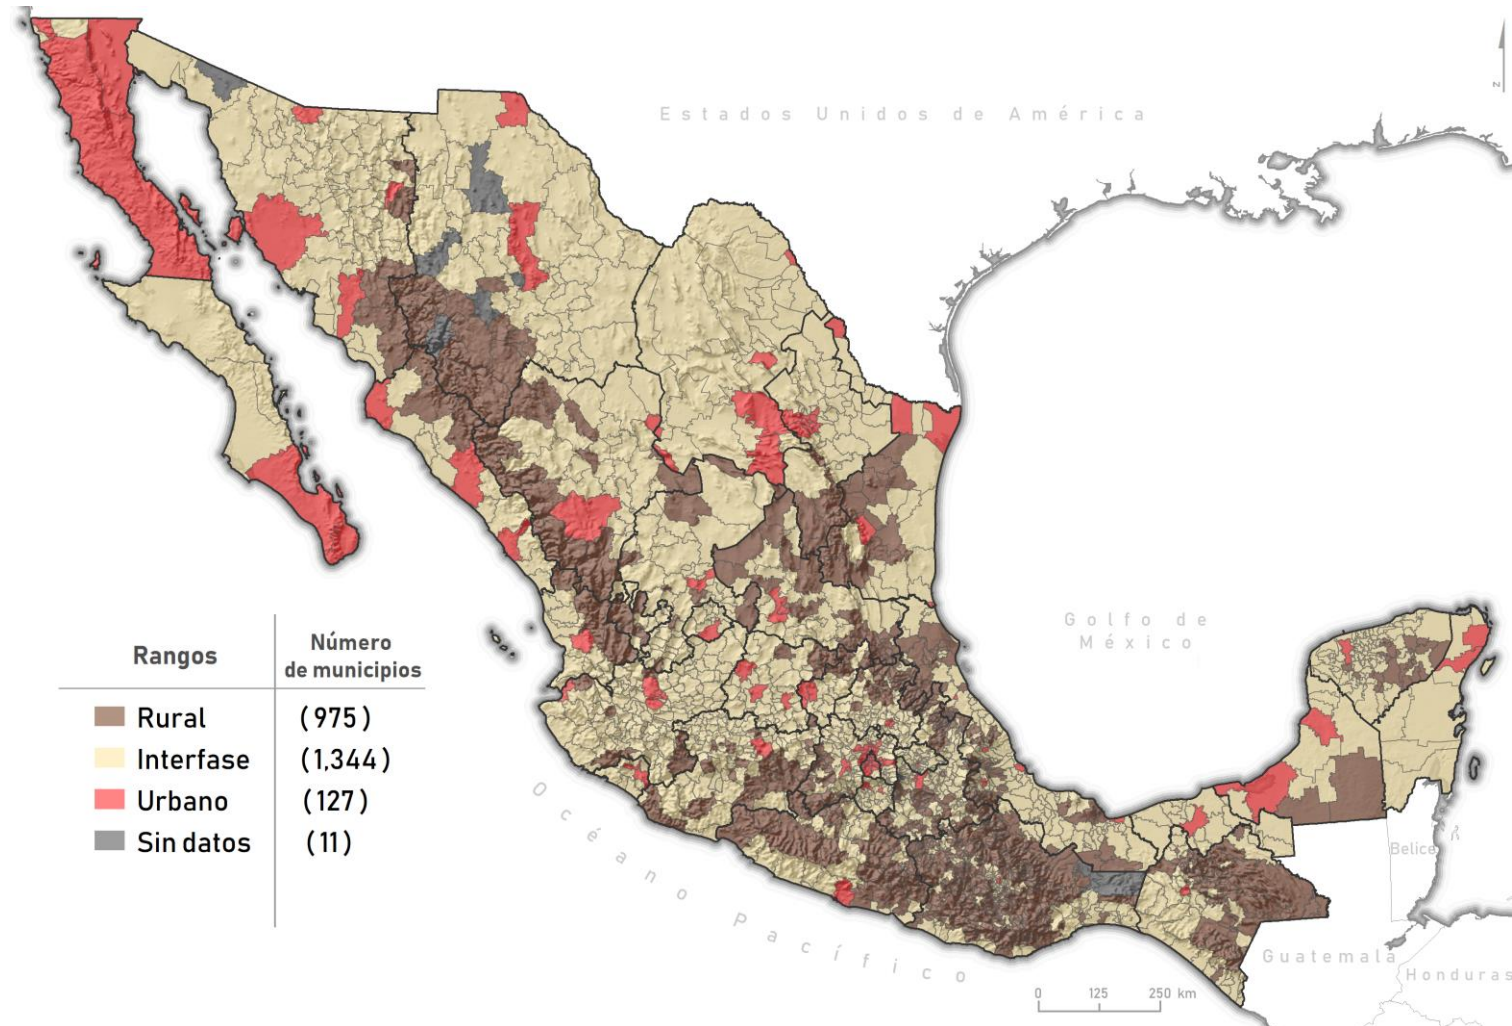 N
Estados Unidos de América
Golfo de
México
Rangos
Número
de municipios
Rural
(975)
Interfase
(1,344)
Urbano
(127)
Sin datos
(11)
Océano Pacífico
Belice
Guatemala
Honduras
0
125
250 km